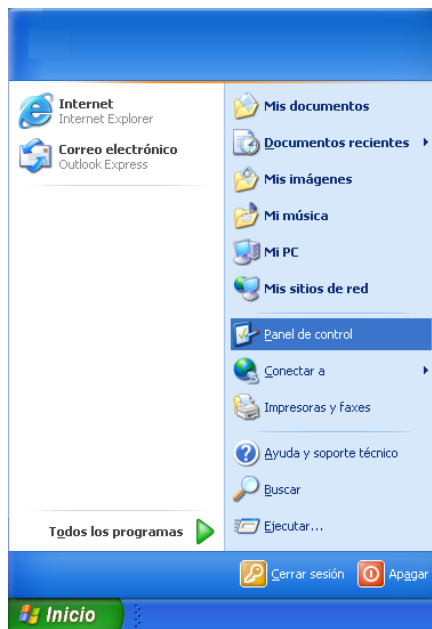 Internet
Internet Explorer
Correo electrónico
Outlook Express
Todos los programas
Mis documentos
Documentos recientes
Mis imágenes
Mi música
Mi PC
Mis sitios de red
Panel de control
Conectar a
Impresoras y faxes
Ayuda y soporte técnico
Buscar
Ejecutar...
Cerrar sesión
Apagar
Inicio